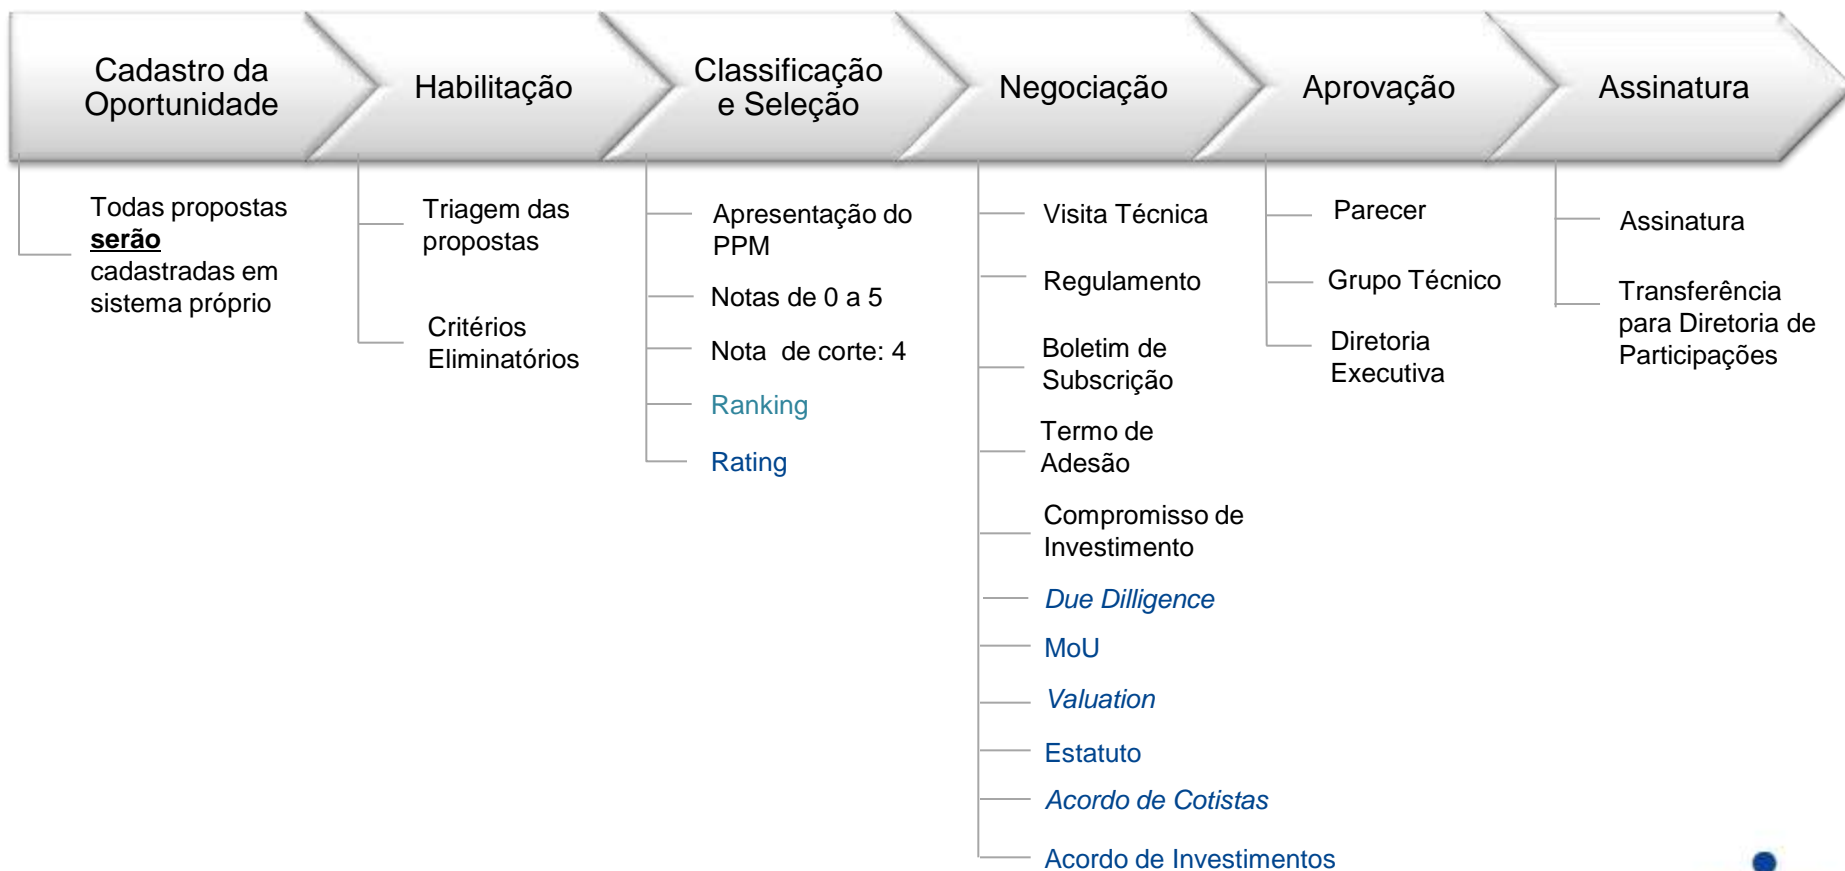 Cadastro da
Oportunidade
Habilitação
Classificação
e Seleção
Negociação
Aprovação
Assinatura
Todas propostas
serão
cadastradas em
sistema próprio
Triagem das
propostas
Critérios
Eliminatórios
Apresentação do
PPM
Notas de 0 a 5
Nota de corte: 4
Ranking
Rating
Visita Técnica
Regulamento
Boletim de
Subscrição
Termo de
Adesão
Compromisso de
Investimento
Due Dilligence
MoU
Valuation
Estatuto
Acordo de Cotistas
Acordo de Investimentos
Parecer
Grupo Técnico
Diretoria
Executiva
Assinatura
Transferência
para Diretoria de
Participações